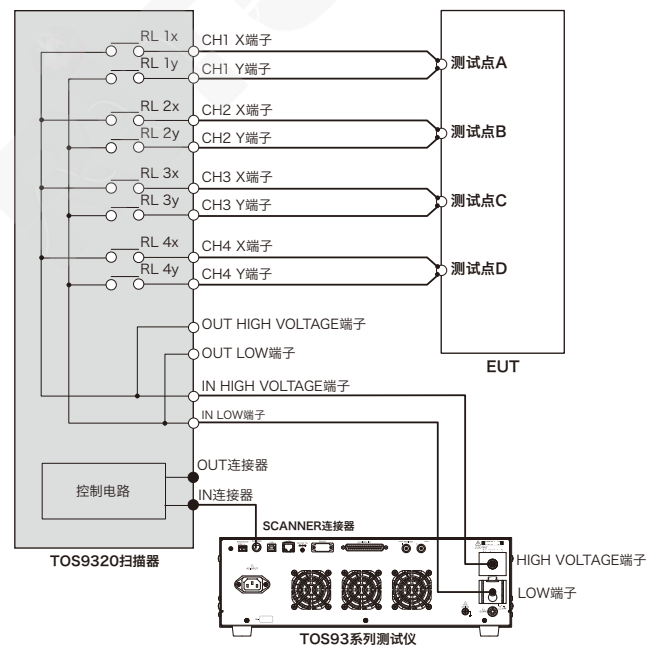 RL 1x
CH1 X端子
RL 1y
CH1 Y端子
测试点A
RL 2x
CH2 X端子
RL 2y
CH2 Y端子
测试点B
RL 3x
CH3 X端子
RL 3y
CH3 Y端子
测试点C
RL 4x
CH4 X端子
RL 4y
CH4 Y端子
测试点D
OUT HIGH VOLTAGE端子
OUT LOW端子
EUT
IN HIGH VOLTAGE端子
IN LOW端子
OUT连接器
控制电路
IN连接器
SCANNER连接器
TOS9320扫描器
HIGH VOLTAGE端子
LOW端子
TOS93系列测试仪